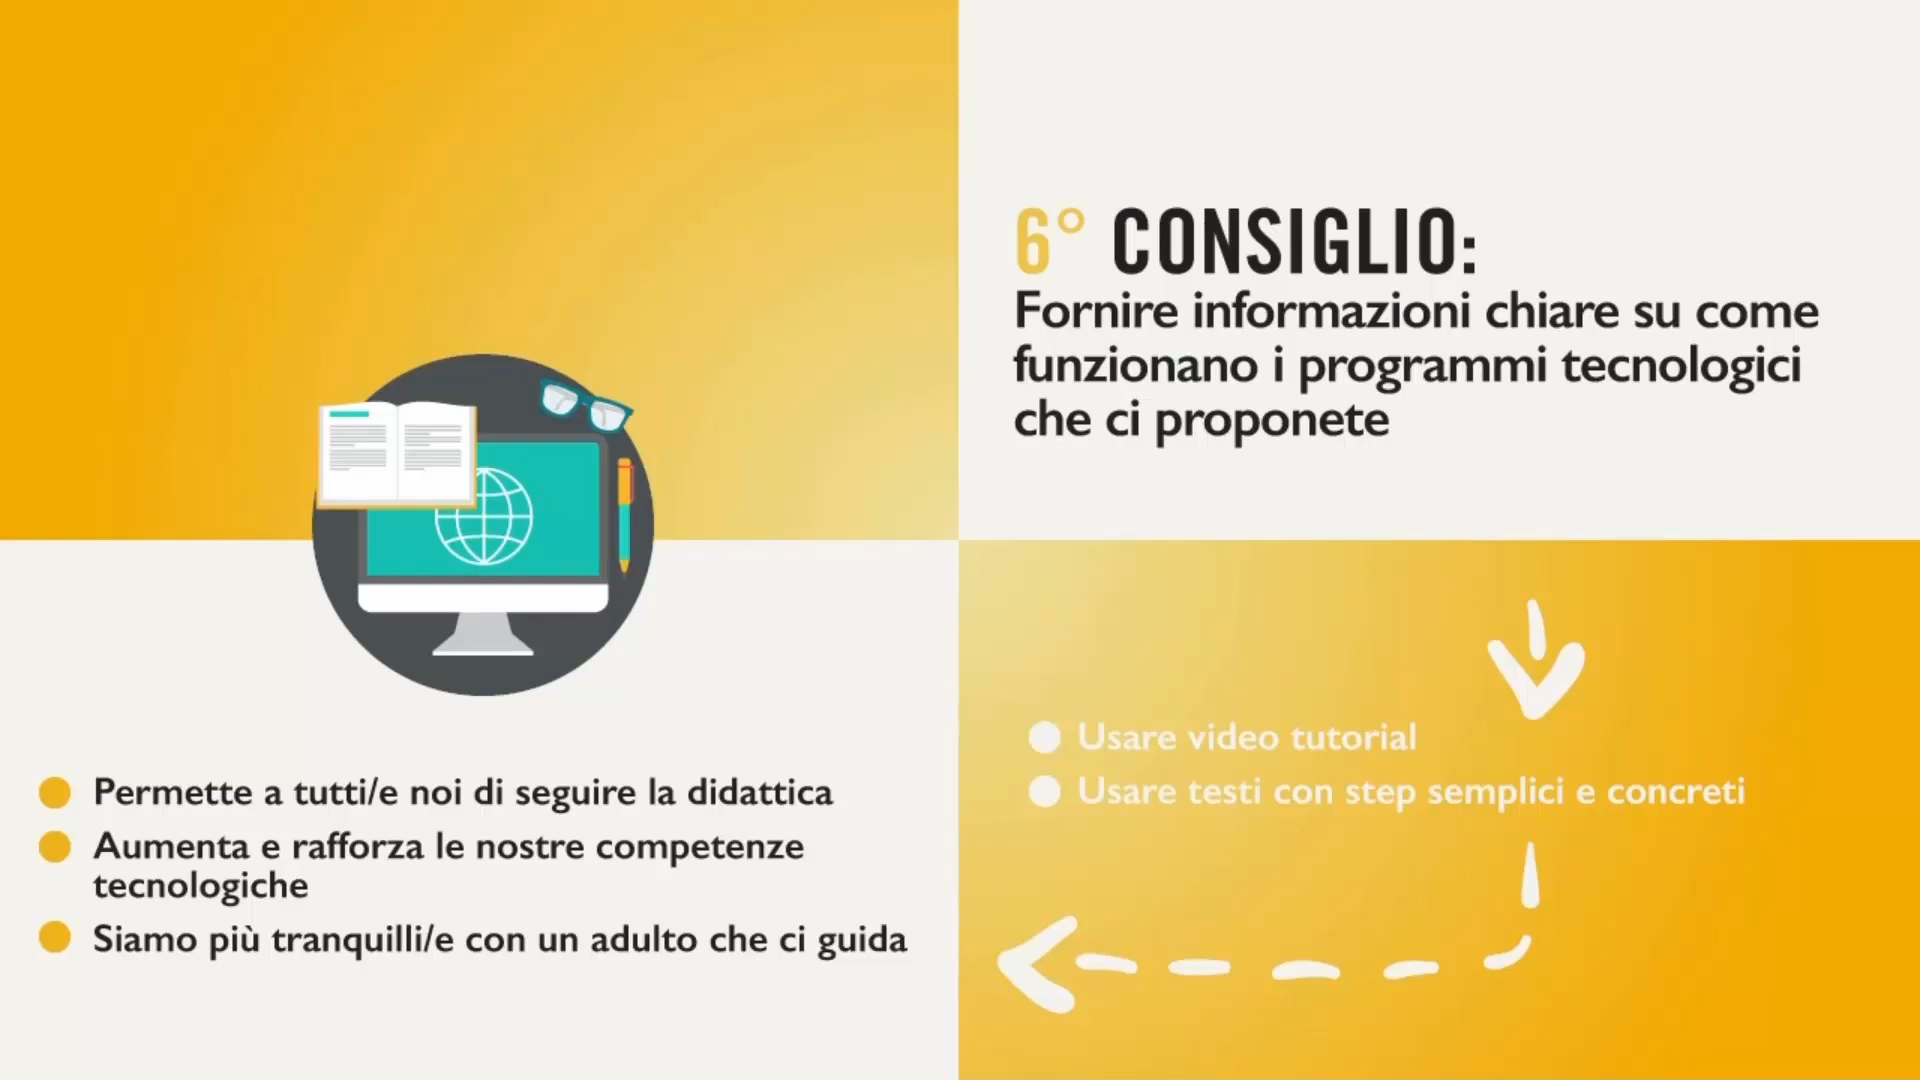 6° CONSIGLIO:
Fornire informazioni chiare su come
funzionano i programmi tecnologici
che ci proponete
Usare video tutorial
Usare testi con step semplici e concreti
Permette a tutti/e noi di seguire la didattica
Aumenta e rafforza le nostre competenze
tecnologiche
Siamo più tranquilli/e con un adulto che ci guida